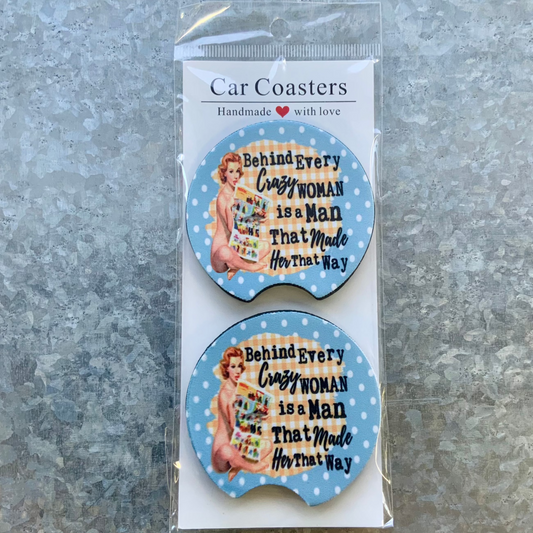 Car Coasters
Handmade ❤ with love
Behind Every
Crazy WOMAN
is a Man
That Made
Her That Way
Behind Every
Crazy WOMAN
is a Man
That Made
Her That Way